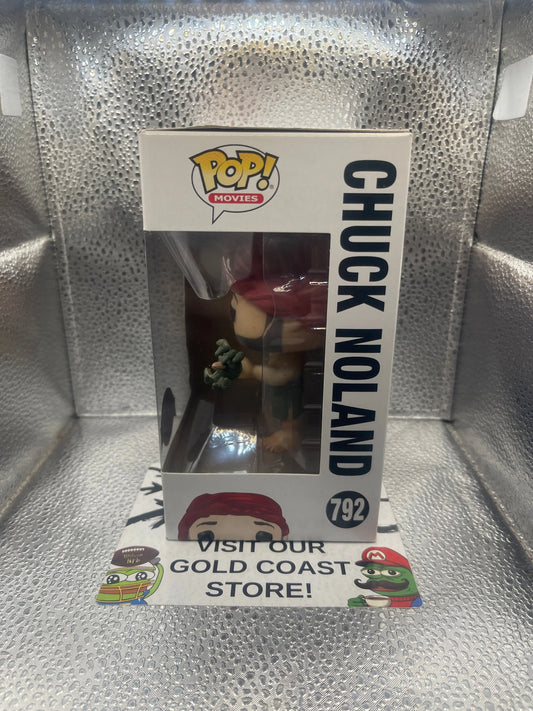 POP!
MOVIES
CHUCK NOLAND
792
VISIT OUR
GOLD COAST
STORE!
M